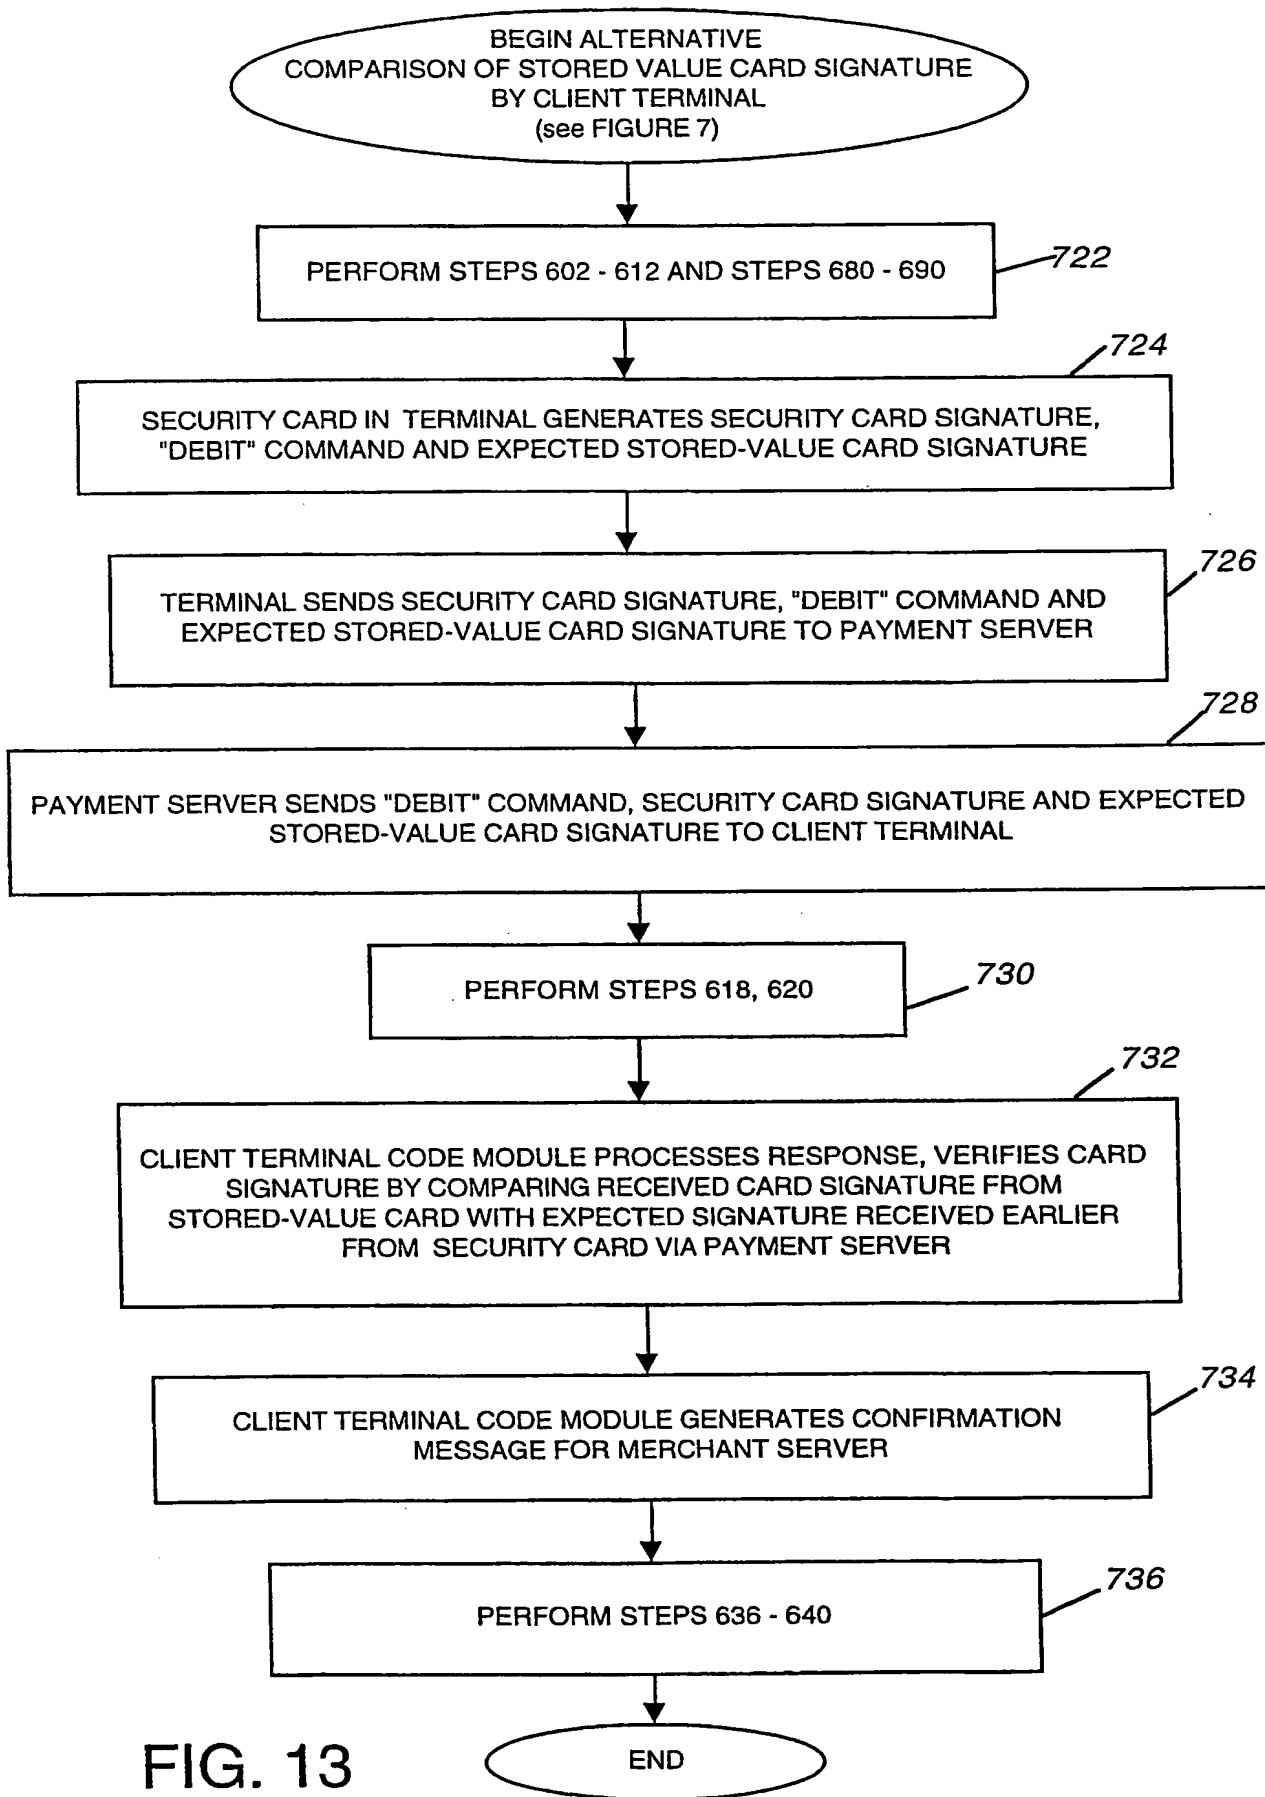 BEGIN ALTERNATIVE
COMPARISON OF STORED VALUE CARD SIGNATURE
BY CLIENT TERMINAL
(see FIGURE 7)
PERFORM STEPS 602 - 612 AND STEPS 680 - 690
722
724
SECURITY CARD IN TERMINAL GENERATES SECURITY CARD SIGNATURE,
"DEBIT" COMMAND AND EXPECTED STORED-VALUE CARD SIGNATURE
726
TERMINAL SENDS SECURITY CARD SIGNATURE, "DEBIT" COMMAND AND
EXPECTED STORED-VALUE CARD SIGNATURE TO PAYMENT SERVER
728
PAYMENT SERVER SENDS "DEBIT" COMMAND, SECURITY CARD SIGNATURE AND EXPECTED
STORED-VALUE CARD SIGNATURE TO CLIENT TERMINAL
PERFORM STEPS 618, 620
730
732
CLIENT TERMINAL CODE MODULE PROCESSES RESPONSE, VERIFIES CARD
SIGNATURE BY COMPARING RECEIVED CARD SIGNATURE FROM
STORED-VALUE CARD WITH EXPECTED SIGNATURE RECEIVED EARLIER
FROM SECURITY CARD VIA PAYMENT SERVER
734
CLIENT TERMINAL CODE MODULE GENERATES CONFIRMATION
MESSAGE FOR MERCHANT SERVER
736
PERFORM STEPS 636 - 640
END
FIG. 13